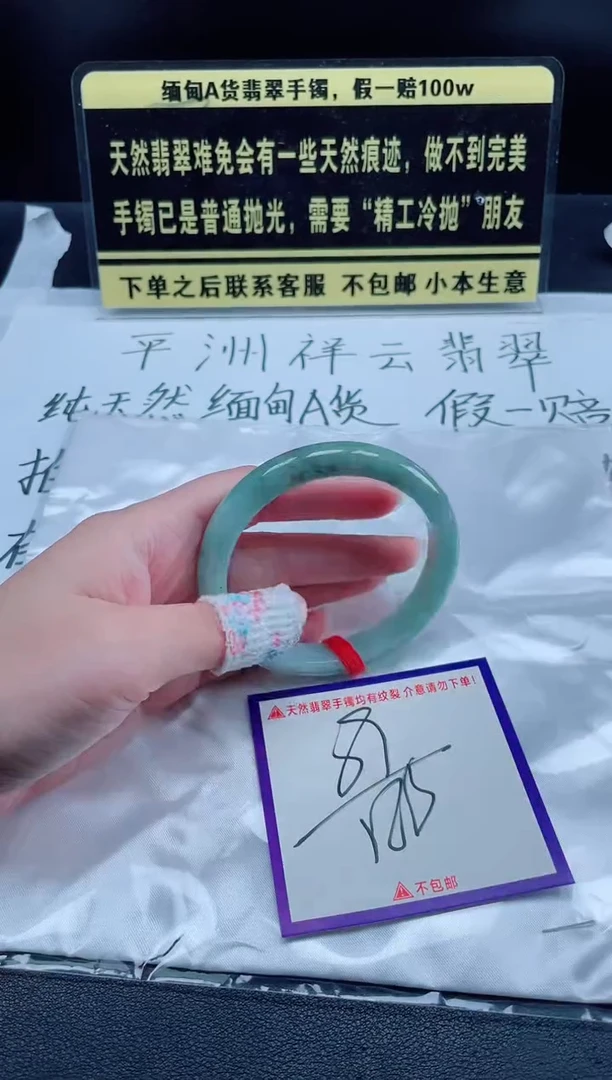 缅甸A货翡翠手镯，假一赔100w
天然翡翠难免会有一些天然痕迹，做不到完美
手镯已是普通抛光，需要“精工冷抛”朋友
下单之后联系客服 不包邮 小本生意
平洲祥云翡翠
纯天然缅甸A货 假一赔
天然翡翠手镯均有纹裂 介意请勿下单!
不包邮